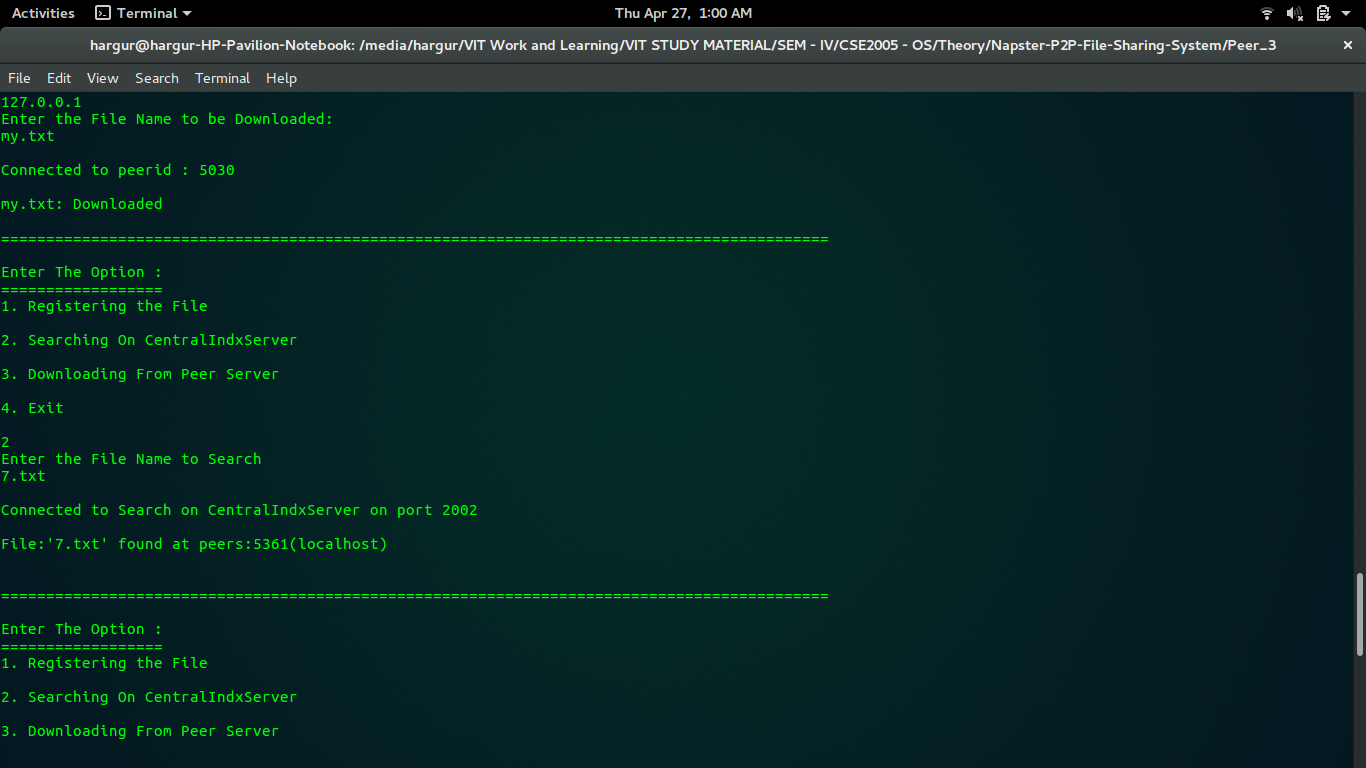 Activities Terminal Thu Apr 27, 1:00 AM
hargur@hargur-HP-Pavilion-Notebook: /media/hargur/VIT Work and Learning/VIT STUDY MATERIAL/SEM - IV/CSE2005 - OS/Theory/Napster-P2P-File-Sharing-System/Peer_3
File Edit View Search Terminal Help
127.0.0.1
Enter the File Name to be Downloaded:
my.txt
Connected to peerid : 5030
my.txt: Downloaded
============================================================================================
Enter The Option :
==================
1. Registering the File
2. Searching On CentralIndxServer
3. Downloading From Peer Server
4. Exit
2
Enter the File Name to Search
7.txt
Connected to Search on CentralIndxServer on port 2002
File:'7.txt' found at peers:5361(localhost)
============================================================================================
Enter The Option :
==================
1. Registering the File
2. Searching On CentralIndxServer
3. Downloading From Peer Server